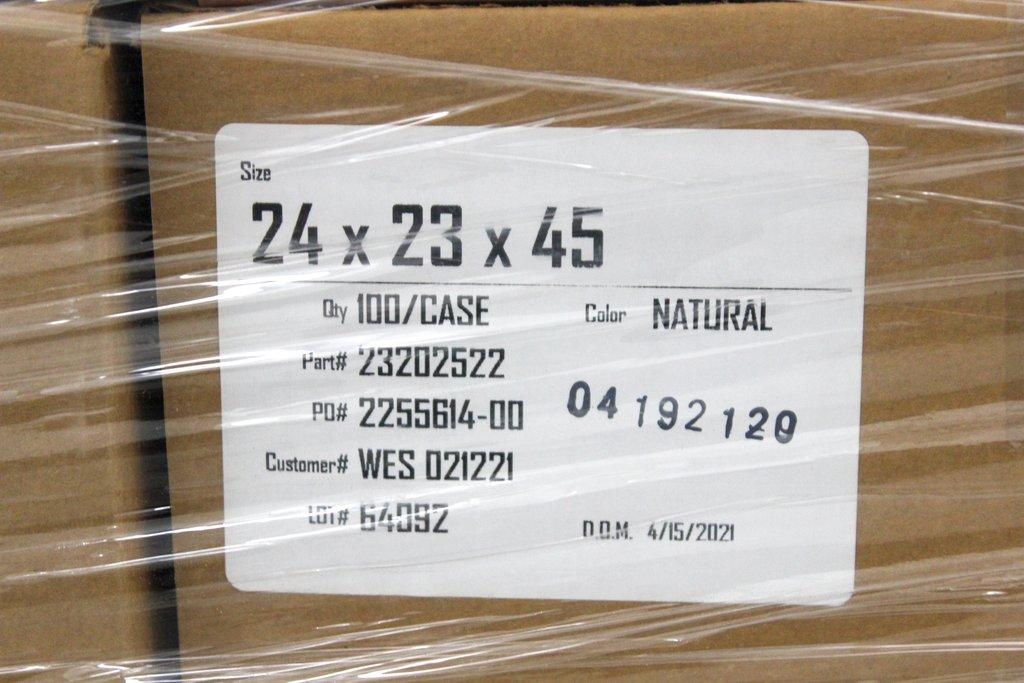 Size
24 x 23 x 45
Qty 100/CASE Color NATURAL
Part# 23202522
PO# 2255614-00 04 192 120
Customer# WES 021221
LOT# 64092
D.O.M. 4/15/2021